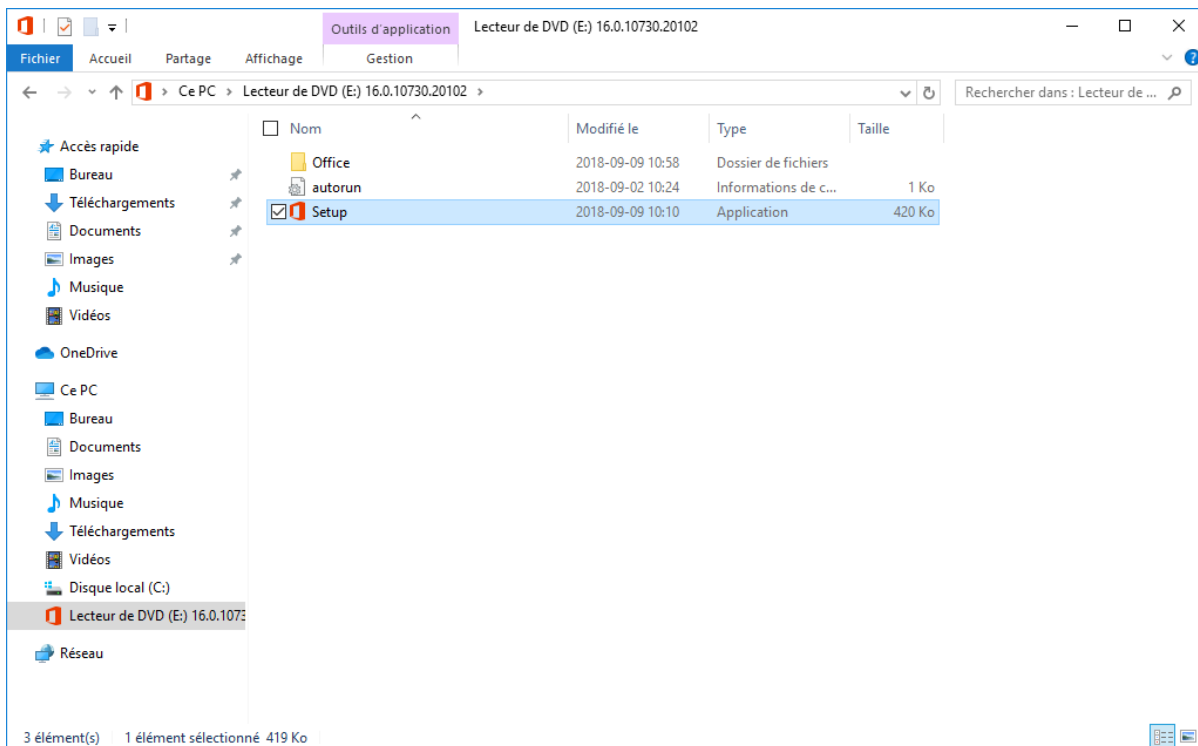 Outils d'application Lecteur de DVD (E:) 16.0.10730.20102
Fichier Accueil Partage Affichage Gestion ?
Ce PC > Lecteur de DVD (E:) 16.0.10730.20102 > Rechercher dans : Lecteur de ...
Nom Modifié le Type Taille
Accès rapide
Bureau
Téléchargements
Documents
Images
Musique
Vidéos
OneDrive
Ce PC
Bureau
Documents
Images
Musique
Téléchargements
Vidéos
Disque local (C:)
Lecteur de DVD (E:) 16.0.1073
Réseau
Office 2018-09-09 10:58 Dossier de fichiers
autorun 2018-09-02 10:24 Informations de c... 1 Ko
Setup 2018-09-09 10:10 Application 420 Ko
3 élément(s) 1 élément sélectionné 419 Ko